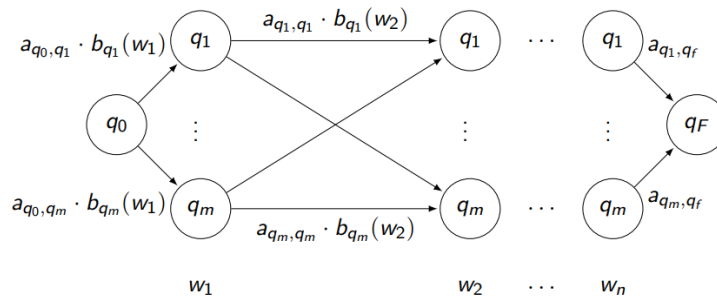 a_{q_0,q_1} · b_{q_1}(w_1) q_1 a_{q_1,q_1} · b_{q_1}(w_2) q_1 ⋯ q_1 a_{q_1,q_f}
q_0 ⋮ ⋮ ⋮ q_F
a_{q_0,q_m} · b_{q_m}(w_1) q_m a_{q_m,q_m} · b_{q_m}(w_2) q_m ⋯ q_m a_{q_m,q_f}
w_1 w_2 ⋯ w_n